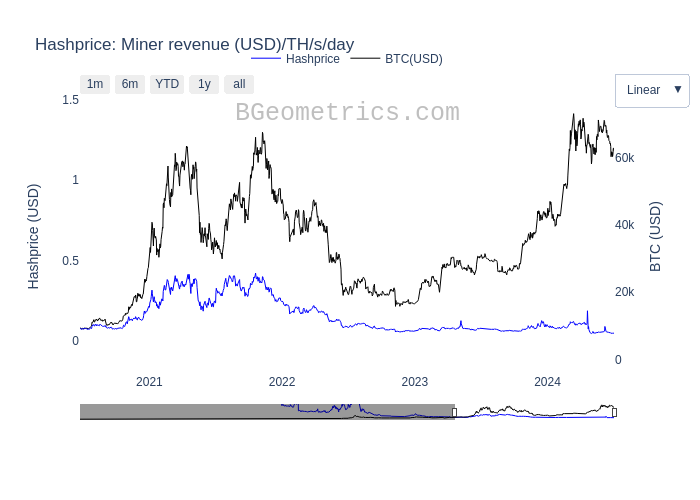 Hashprice: Miner revenue (USD)/TH/s/day
Hashprice BTC(USD)
1m 6m YTD 1y all
Linear ▼
BGeometrics.com
1.5
1
0.5
0
Hashprice (USD)
60k
40k
20k
0
BTC (USD)
2021 2022 2023 2024